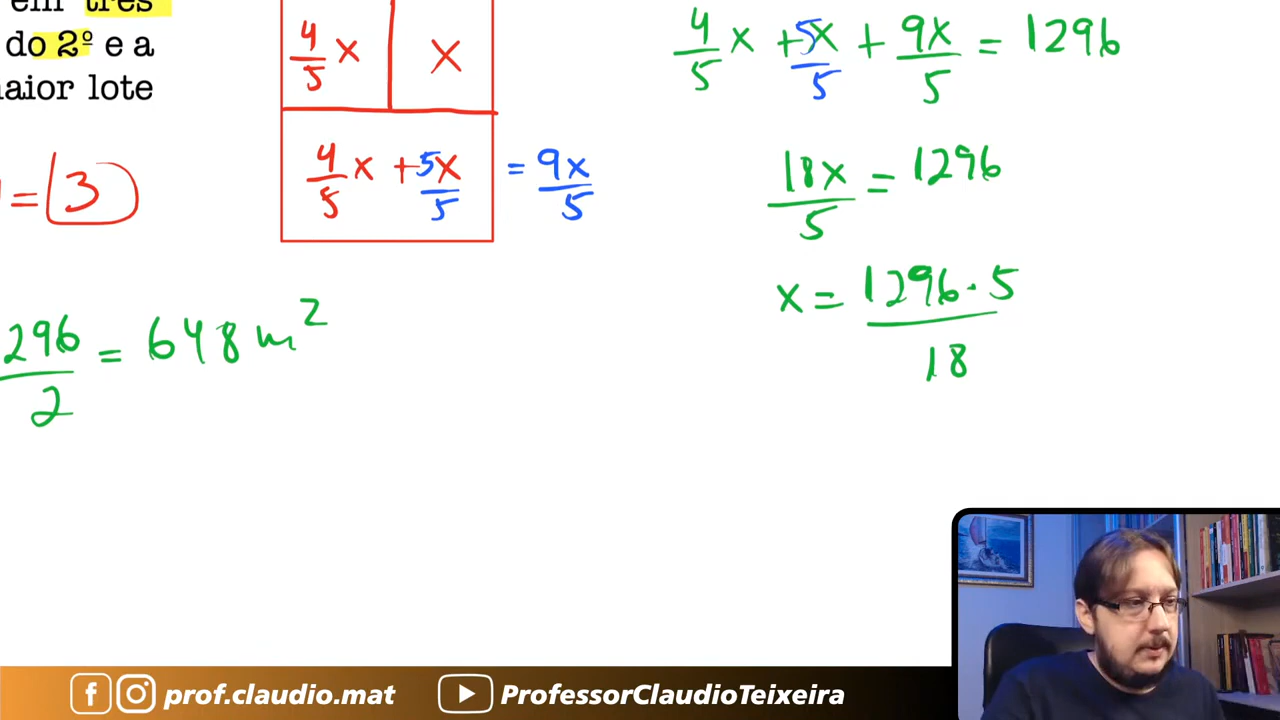 em três
do 2º e a
maior lote
= 3
296/2 = 648 m²
4/5 x | x
4/5 x + 5x/5 = 9x/5
4/5 x + 5x/5 + 9x/5 = 1296
18x/5 = 1296
x = 1296 · 5/18
prof.claudio.mat
ProfessorClaudioTeixeira